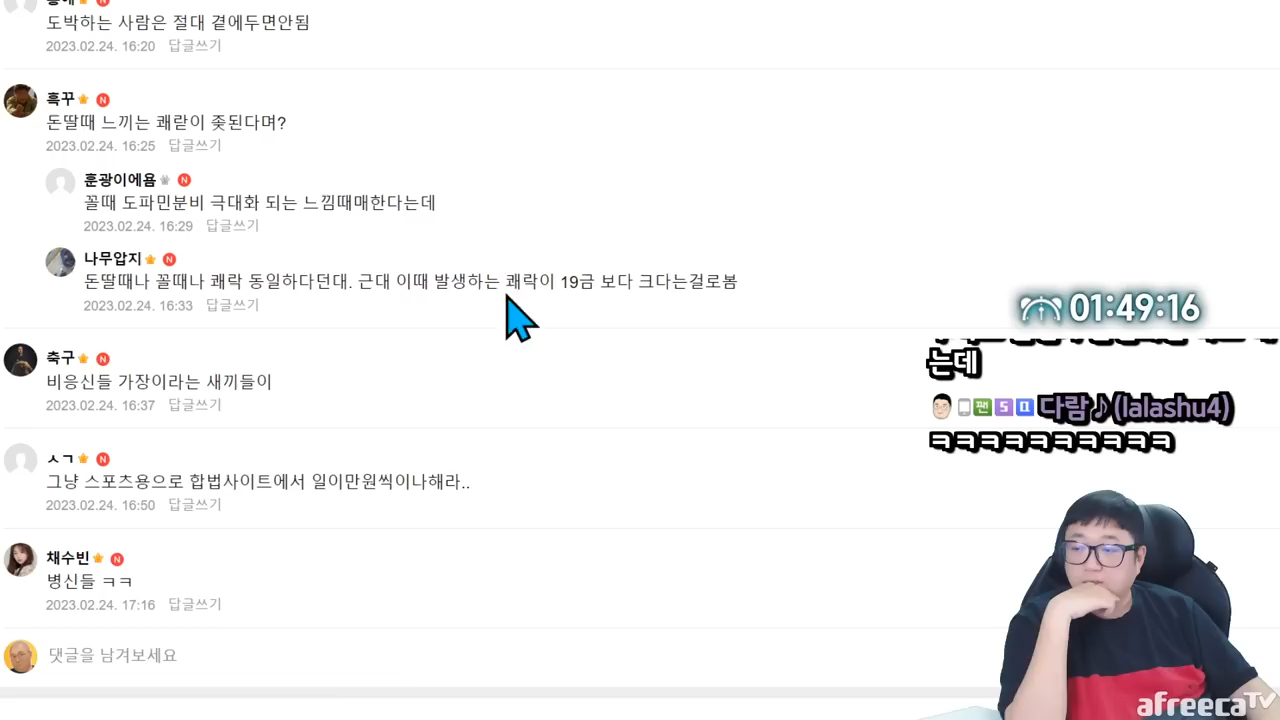 도박하는 사람은 절대 곁에두면안됨
2023.02.24. 16:20 답글쓰기
흑꾸
돈딸때 느끼는 쾌랃이 좆된다며?
2023.02.24. 16:25 답글쓰기
훈광이에욤
꼴때 도파민분비 극대화 되는 느낌때매한다는데
2023.02.24. 16:29 답글쓰기
나무압지
돈딸때나 꼴때나 쾌락 동일하다던대. 근대 이때 발생하는 쾌락이 19금 보다 크다는걸로봄
2023.02.24. 16:33 답글쓰기
01:49:16
는데
팬 5 다람♪(lalashu4)
ㅋㅋㅋㅋㅋㅋㅋㅋㅋㅋ
축구
비응신들 가장이라는 새끼들이
2023.02.24. 16:37 답글쓰기
ㅅㄱ
그냥 스포츠용으로 합법사이트에서 일이만원씩이나해라..
2023.02.24. 16:50 답글쓰기
채수빈
병신들 ㅋㅋ
2023.02.24. 17:16 답글쓰기
댓글을 남겨보세요
afreecaTV